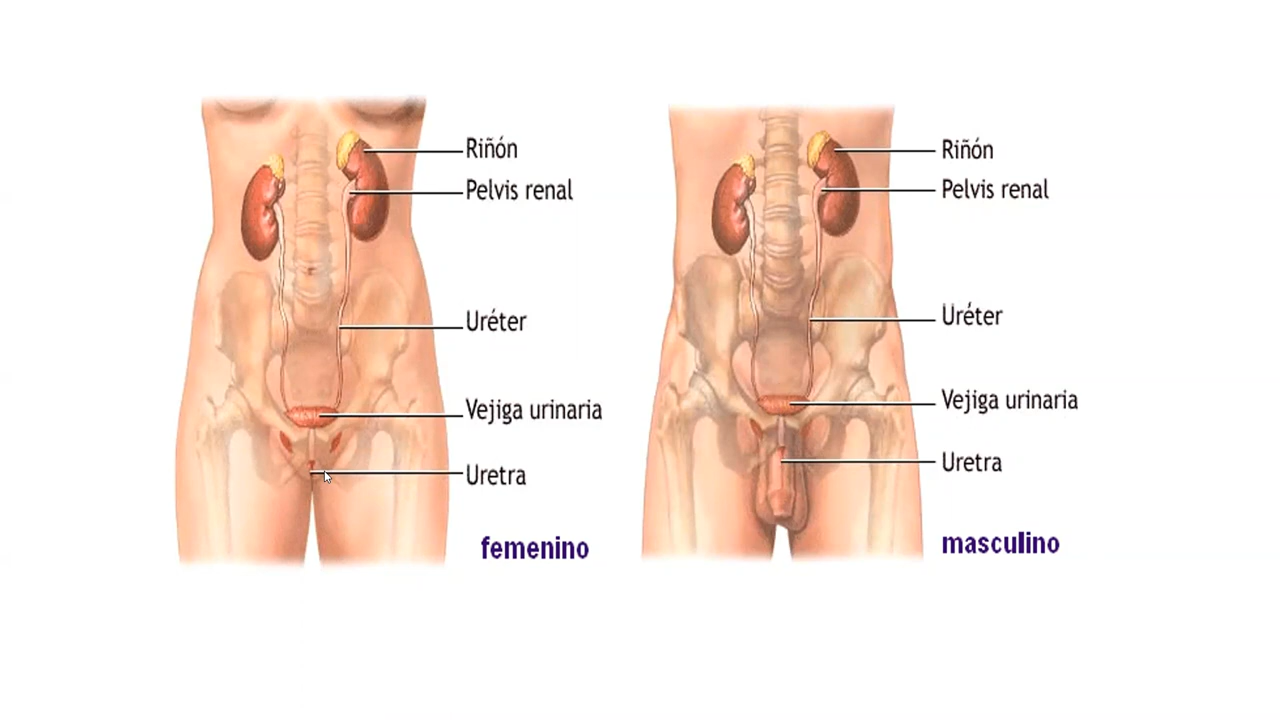 Riñón
Pelvis renal
Uréter
Vejiga urinaria
Uretra
femenino
Riñón
Pelvis renal
Uréter
Vejiga urinaria
Uretra
masculino